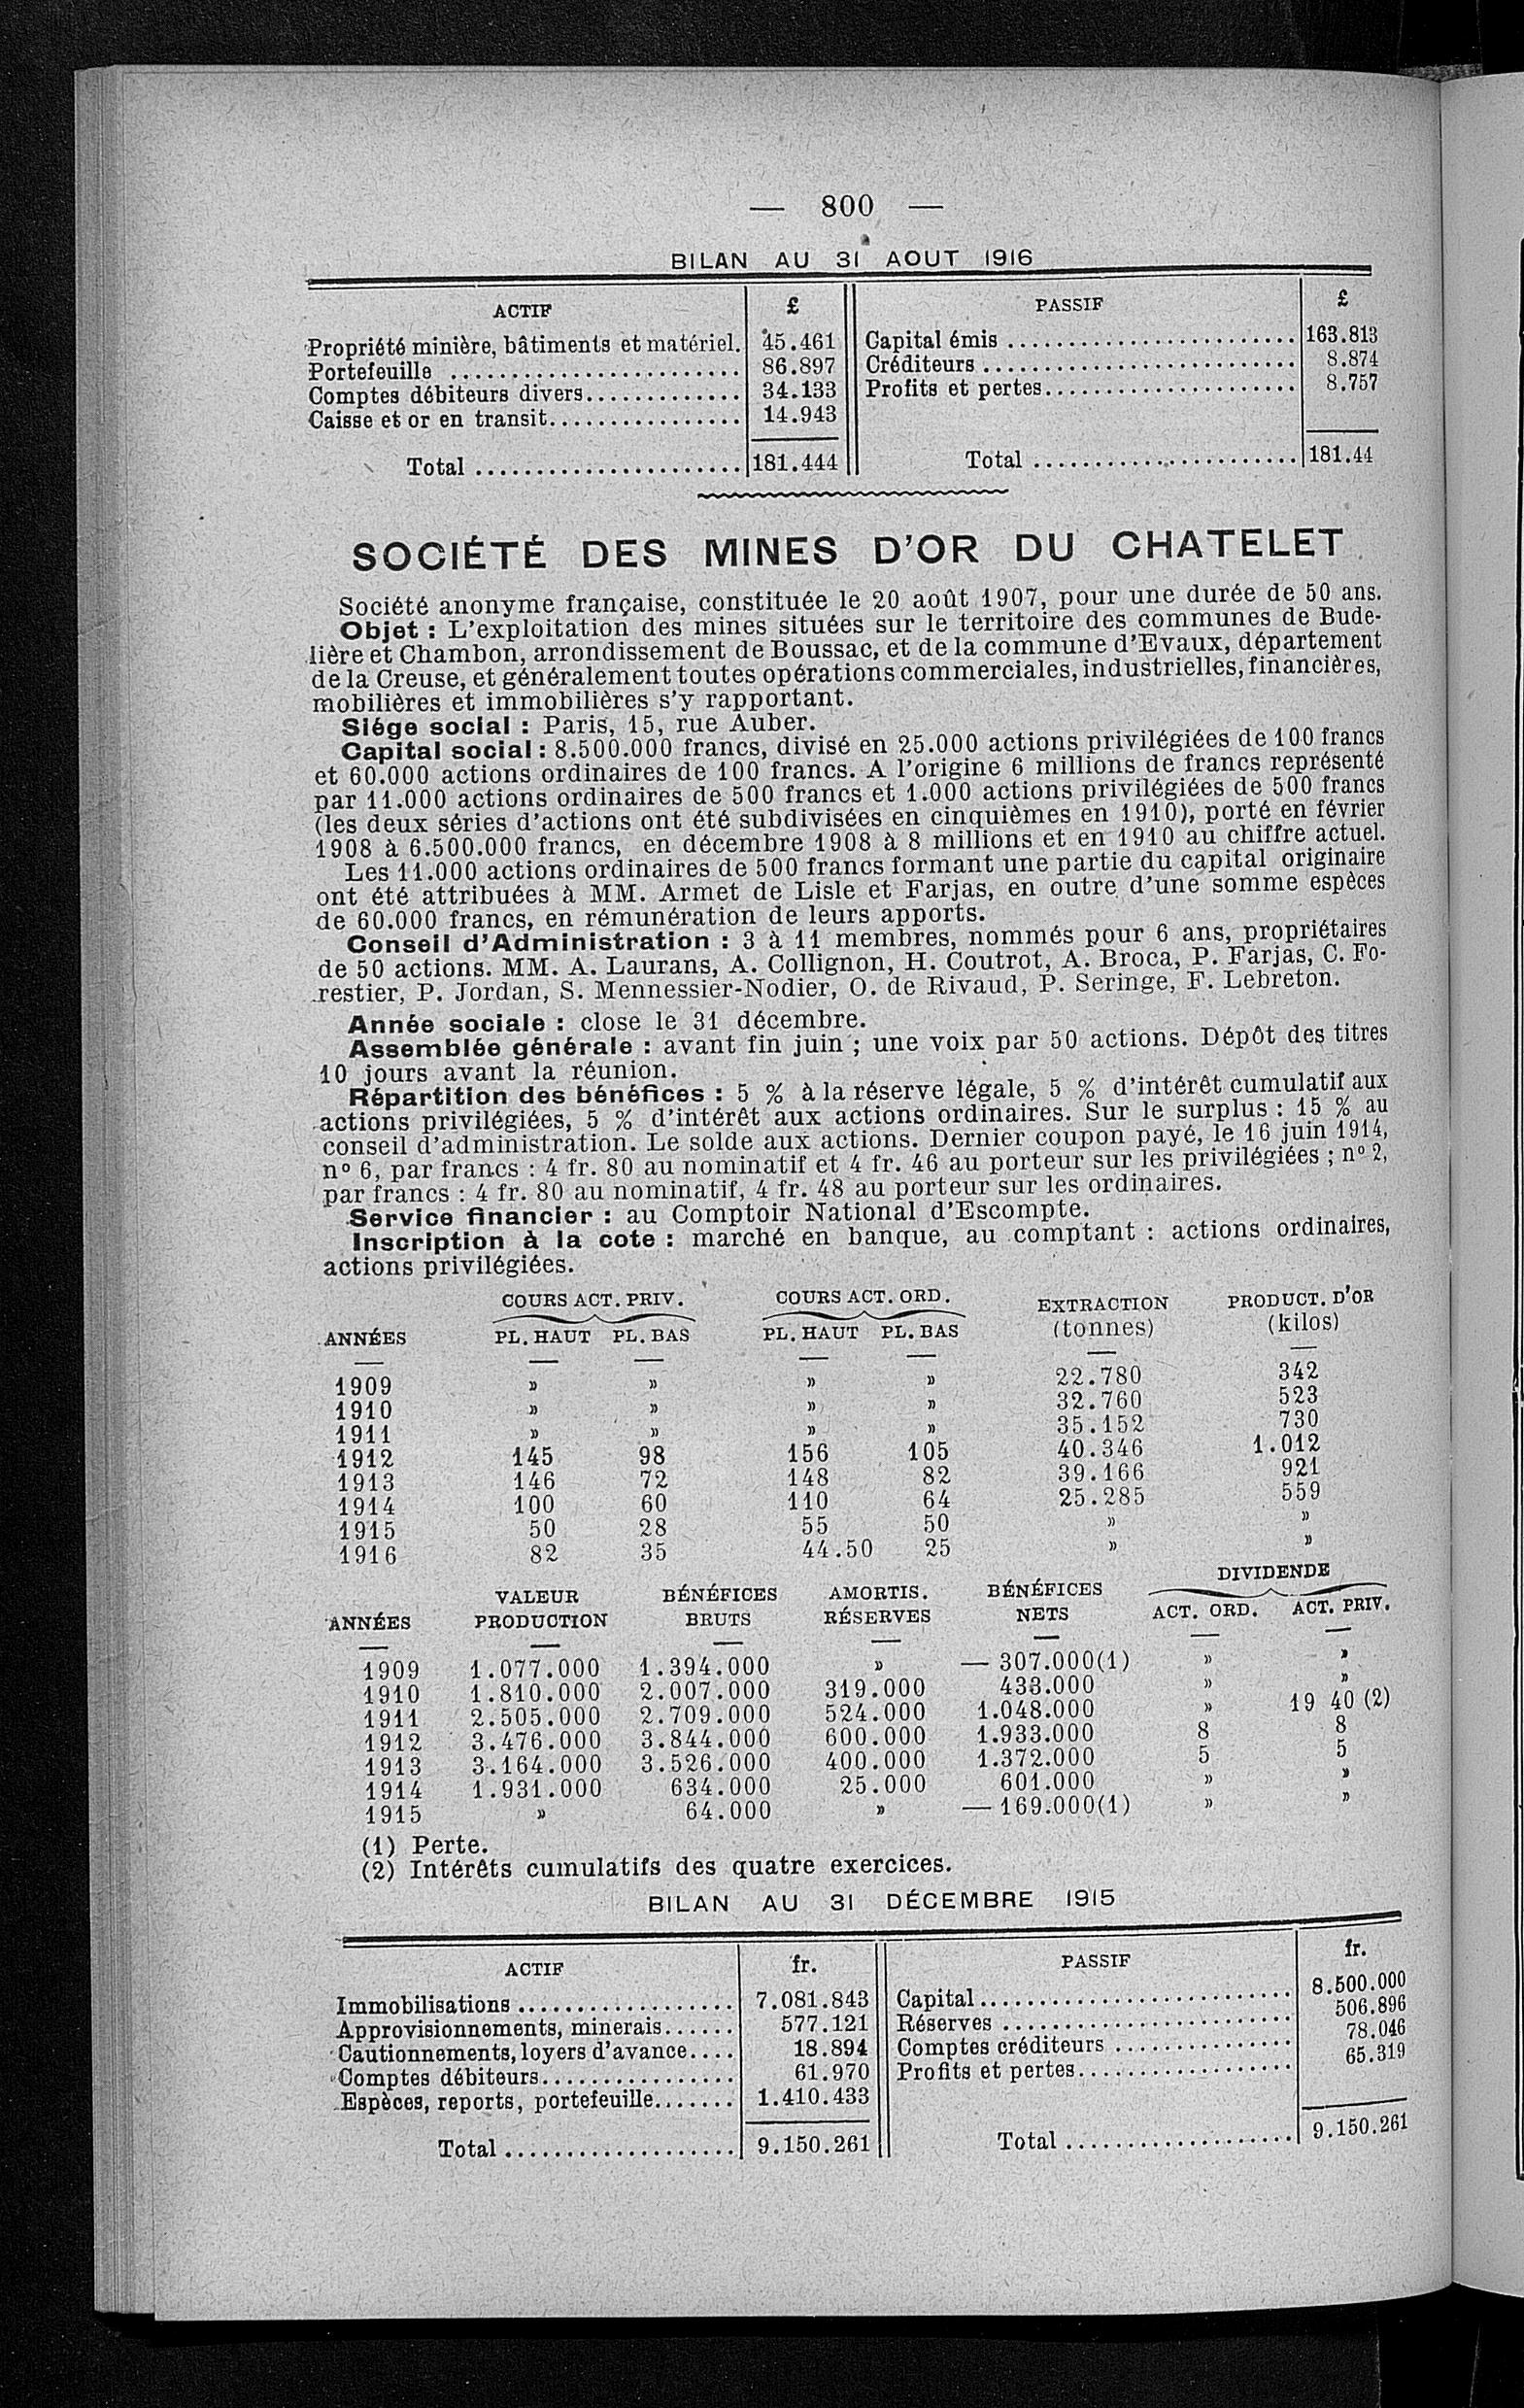 — 800 —
BILAN AU 31 AOUT 1916
ACTIF £ PASSIF £
Propriété minière, bâtiments et matériel. 45.461 Capital émis ........................ 163.813
Portefeuille ........................ 86.897 Créditeurs .......................... 8.874
Comptes débiteurs divers............. 34.133 Profits et pertes..................... 8.757
Caisse et or en transit................ 14.943
Total ...................... 181.444 Total ...................... 181.44
SOCIÉTÉ DES MINES D'OR DU CHATELET
Société anonyme française, constituée le 20 août 1907, pour une durée de 50 ans.
Objet : L'exploitation des mines situées sur le territoire des communes de Bude-
lière et Chambon, arrondissement de Boussac, et de la commune d'Evaux, département
de la Creuse, et généralement toutes opérations commerciales, industrielles, financières,
mobilières et immobilières s'y rapportant.
Siége social : Paris, 15, rue Auber.
Capital social : 8.500.000 francs, divisé en 25.000 actions privilégiées de 100 francs
et 60.000 actions ordinaires de 100 francs. A l'origine 6 millions de francs représenté
par 11.000 actions ordinaires de 500 francs et 1.000 actions privilégiées de 500 francs
(les deux séries d'actions ont été subdivisées en cinquièmes en 1910), porté en février
1908 à 6.500.000 francs, en décembre 1908 à 8 millions et en 1910 au chiffre actuel.
Les 11.000 actions ordinaires de 500 francs formant une partie du capital originaire
ont été attribuées à MM. Armet de Lisle et Farjas, en outre d'une somme espèces
de 60.000 francs, en rémunération de leurs apports.
Conseil d'Administration : 3 à 11 membres, nommés pour 6 ans, propriétaires
de 50 actions. MM. A. Laurans, A. Collignon, H. Coutrot, A. Broca, P. Farjas, C. Fo-
restier, P. Jordan, S. Mennessier-Nodier, O. de Rivaud, P. Seringe, F. Lebreton.
Année sociale : close le 31 décembre.
Assemblée générale : avant fin juin ; une voix par 50 actions. Dépôt des titres
10 jours avant la réunion.
Répartition des bénéfices : 5 % à la réserve légale, 5 % d'intérêt cumulatif aux
actions privilégiées, 5 % d'intérêt aux actions ordinaires. Sur le surplus : 15 % au
conseil d'administration. Le solde aux actions. Dernier coupon payé, le 16 juin 1914,
n° 6, par francs : 4 fr. 80 au nominatif et 4 fr. 46 au porteur sur les privilégiées ; n° 2,
par francs : 4 fr. 80 au nominatif, 4 fr. 48 au porteur sur les ordinaires.
Service financier : au Comptoir National d'Escompte.
Inscription à la cote : marché en banque, au comptant : actions ordinaires,
actions privilégiées.
COURS ACT. PRIV. COURS ACT. ORD. EXTRACTION PRODUCT. D'OR
ANNÉES PL. HAUT PL. BAS PL. HAUT PL. BAS (tonnes) (kilos)
1909 » » » » 22.780 342
1910 » » » » 32.760 523
1911 » » » » 35.152 730
1912 145 98 156 105 40.346 1.012
1913 146 72 148 82 39.166 921
1914 100 60 110 64 25.285 559
1915 50 28 55 50 » »
1916 82 35 44.50 25 » »
VALEUR BÉNÉFICES AMORTIS. BÉNÉFICES DIVIDENDE
ANNÉES PRODUCTION BRUTS RÉSERVES NETS ACT. ORD. ACT. PRIV.
1909 1.077.000 1.394.000 » — 307.000(1) » »
1910 1.810.000 2.007.000 319.000 433.000 » »
1911 2.505.000 2.709.000 524.000 1.048.000 » 19 40 (2)
1912 3.476.000 3.844.000 600.000 1.933.000 8 8
1913 3.164.000 3.526.000 400.000 1.372.000 5 5
1914 1.931.000 634.000 25.000 601.000 » »
1915 » 64.000 » — 169.000(1) » »
(1) Perte.
(2) Intérêts cumulatifs des quatre exercices.
BILAN AU 31 DÉCEMBRE 1915
ACTIF fr. PASSIF fr.
Immobilisations .................. 7.081.843 Capital.......................... 8.500.000
Approvisionnements, minerais...... 577.121 Réserves ........................ 506.896
Cautionnements, loyers d'avance.... 18.894 Comptes créditeurs ............... 78.046
Comptes débiteurs................ 61.970 Profits et pertes.................. 65.319
Espèces, reports, portefeuille....... 1.410.433
Total ................... 9.150.261 Total ................... 9.150.261